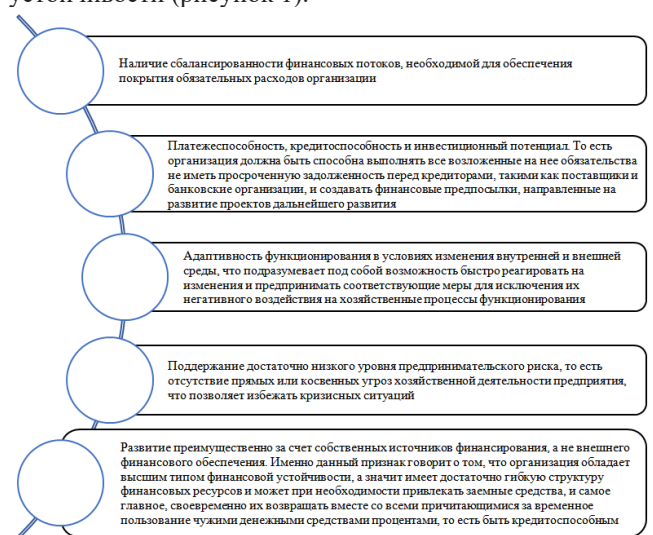 устойчивости (рисунок 1).
Наличие сбалансированности финансовых потоков, необходимой для обеспечения
покрытия обязательных расходов организации
Платежеспособность, кредитоспособность и инвестиционный потенциал. То есть
организация должна быть способна выполнять все возложенные на нее обязательства
не иметь просроченную задолженность перед кредиторами, такими как поставщики и
банковские организации, и создавать финансовые предпосылки, направленные на
развитие проектов дальнейшего развития
Адаптивность функционирования в условиях изменения внутренней и внешней
среды, что подразумевает под собой возможность быстро реагировать на
изменения и предпринимать соответствующие меры для исключения их
негативного воздействия на хозяйственные процессы функционирования
Поддержание достаточно низкого уровня предпринимательского риска, то есть
отсутствие прямых или косвенных угроз хозяйственной деятельности предприятия,
что позволяет избежать кризисных ситуаций
Развитие преимущественно за счет собственных источников финансирования, а не внешнего
финансового обеспечения. Именно данный признак говорит о том, что организация обладает
высшим типом финансовой устойчивости, а значит имеет достаточно гибкую структуру
финансовых ресурсов и может при необходимости привлекать заемные средства, и самое
главное, своевременно их возвращать вместе со всеми причитающимися за временное
пользование чужими денежными средствами процентами, то есть быть кредитоспособным